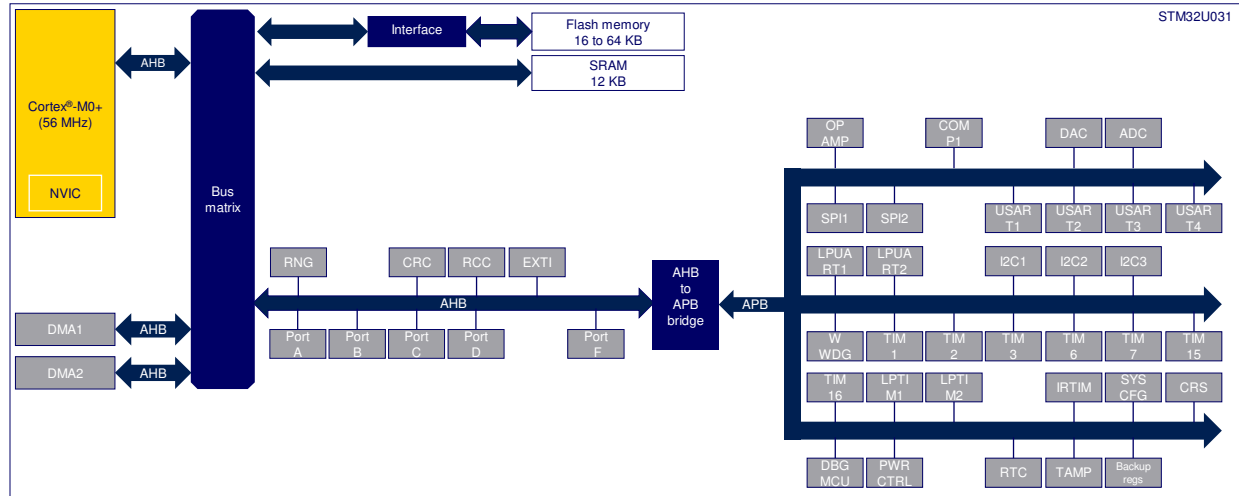 STM32U031
Cortex®-M0+
(56 MHz)
NVIC
AHB
Bus
matrix
Interface
Flash memory
16 to 64 KB
SRAM
12 KB
DMA1
AHB
DMA2
AHB
RNG
CRC
RCC
EXTI
AHB
Port
A
Port
B
Port
C
Port
D
Port
F
AHB
to
APB
bridge
APB
OP
AMP
COM
P1
DAC
ADC
SPI1
SPI2
USAR
T1
USAR
T2
USAR
T3
USAR
T4
LPUA
RT1
LPUA
RT2
I2C1
I2C2
I2C3
W
WDG
TIM
1
TIM
2
TIM
3
TIM
6
TIM
7
TIM
15
TIM
16
LPTI
M1
LPTI
M2
IRTIM
SYS
CFG
CRS
DBG
MCU
PWR
CTRL
RTC
TAMP
Backup
regs